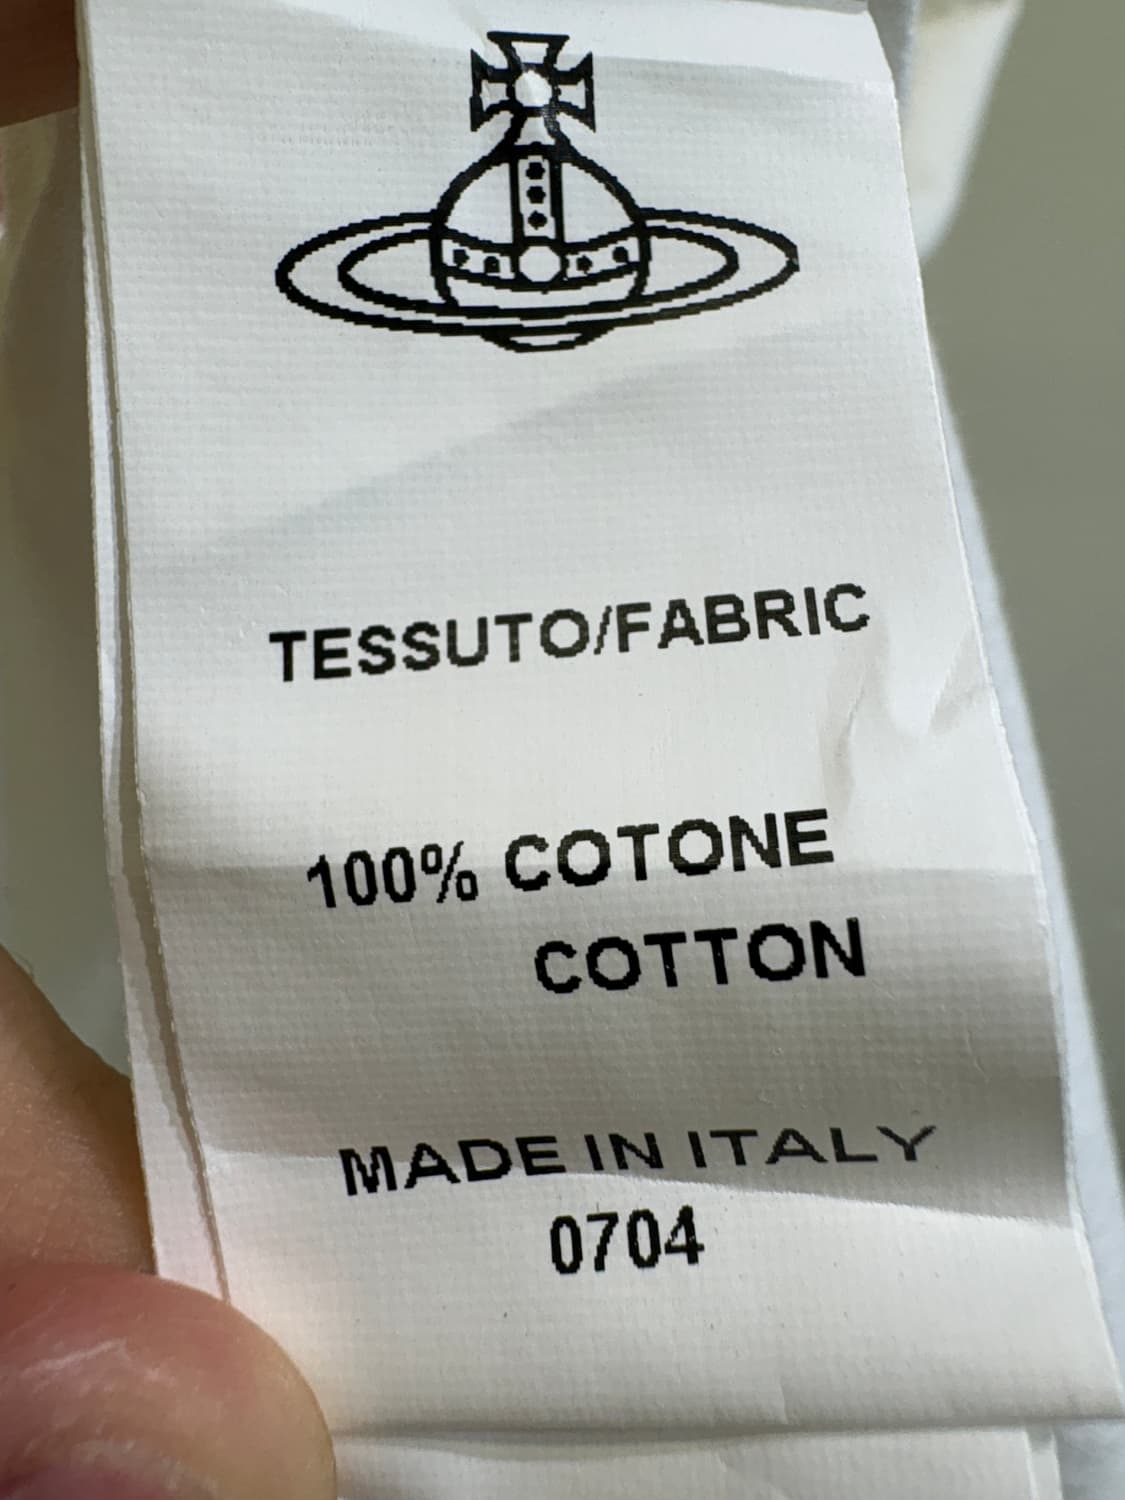 TESSUTO/FABRIC
100% COTONE
COTTON
MADE IN ITALY
0704